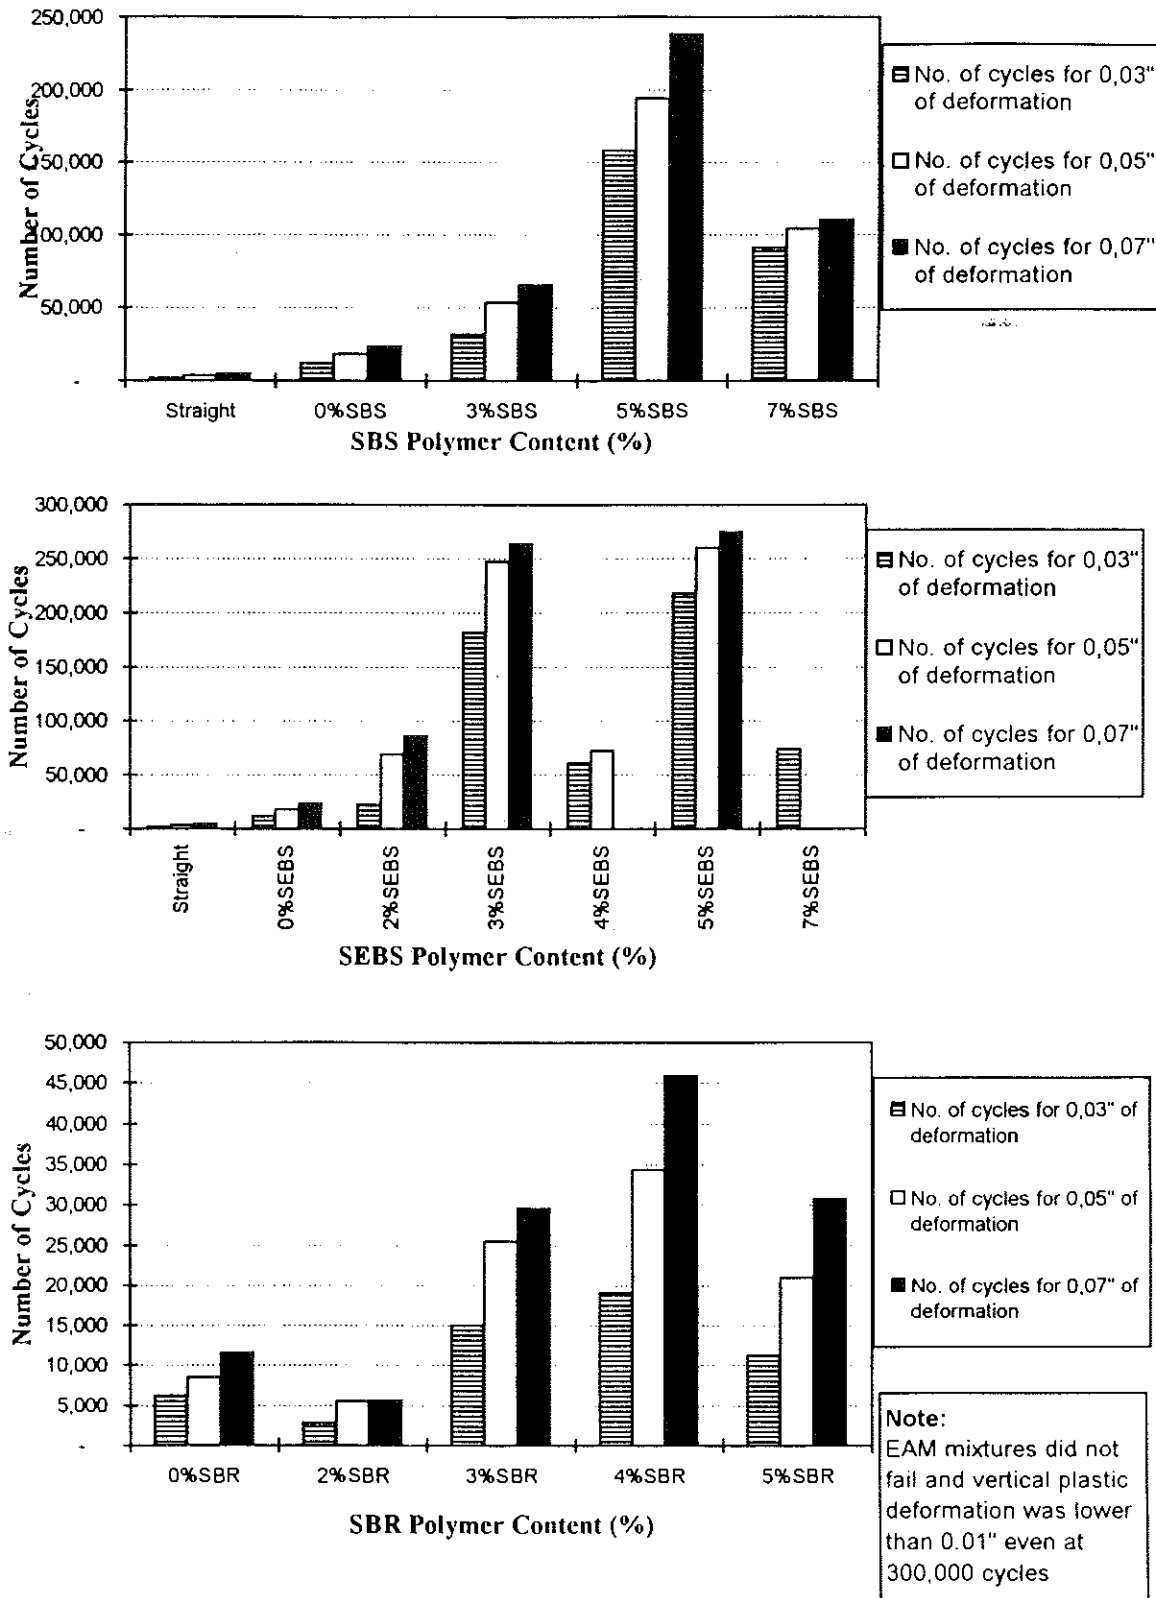 250,000
200,000
150,000
100,000
50,000
-
Number of Cycles
Straight 0%SBS 3%SBS 5%SBS 7%SBS
SBS Polymer Content (%)
No. of cycles for 0,03"
of deformation
No. of cycles for 0,05"
of deformation
No. of cycles for 0,07"
of deformation
300,000
250,000
200,000
150,000
100,000
50,000
-
Number of Cycles
Straight 0%SEBS 2%SEBS 3%SEBS 4%SEBS 5%SEBS 7%SEBS
SEBS Polymer Content (%)
No. of cycles for 0,03"
of deformation
No. of cycles for 0,05"
of deformation
No. of cycles for 0,07"
of deformation
50,000
45,000
40,000
35,000
30,000
25,000
20,000
15,000
10,000
5,000
-
Number of Cycles
0%SBR 2%SBR 3%SBR 4%SBR 5%SBR
SBR Polymer Content (%)
No. of cycles for 0,03" of
deformation
No. of cycles for 0,05" of
deformation
No. of cycles for 0,07" of
deformation
Note:
EAM mixtures did not
fail and vertical plastic
deformation was lower
than 0.01" even at
300,000 cycles